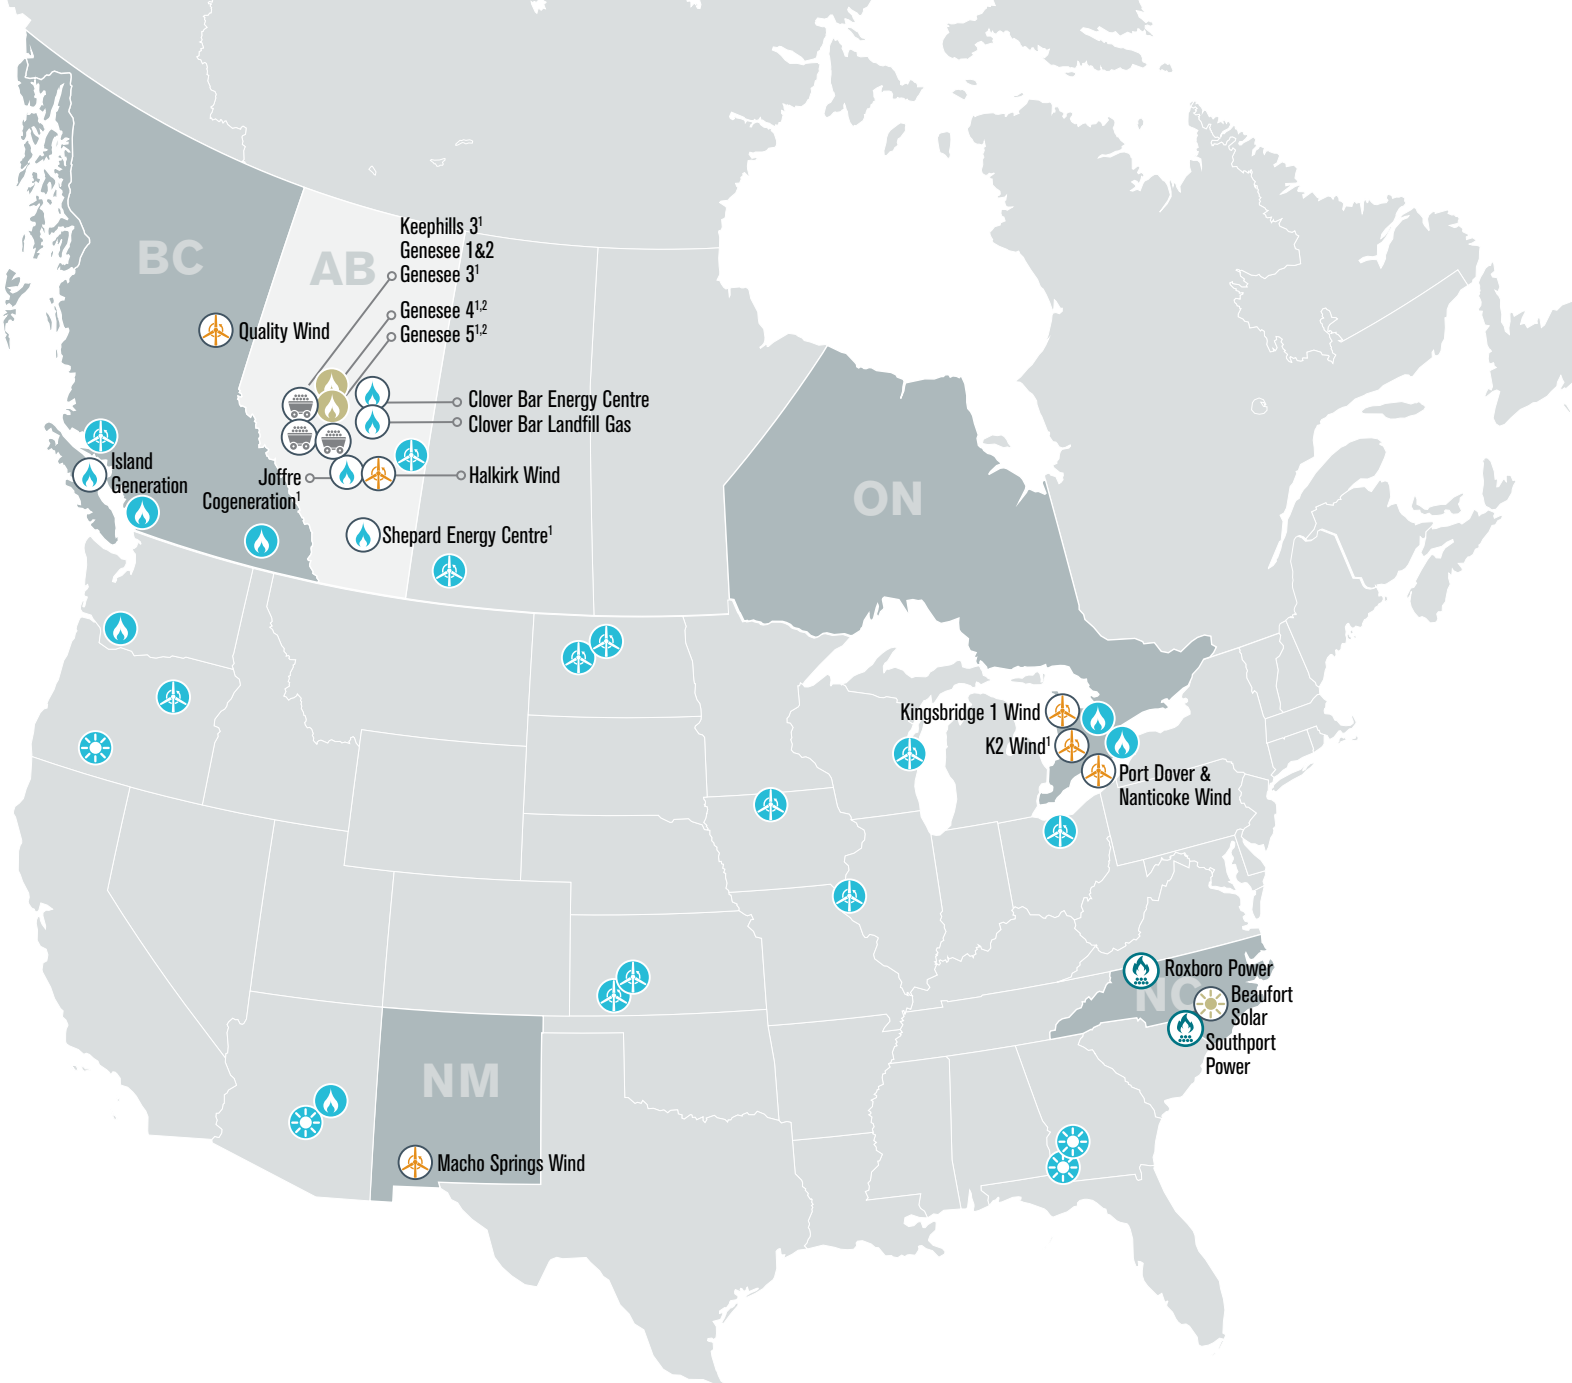 Keephills 3¹
Genesee 1&2
Genesee 3¹
BC
AB
Genesee 4¹,²
Genesee 5¹,²
Quality Wind
Clover Bar Energy Centre
Clover Bar Landfill Gas
Island
Generation
Joffre
Cogeneration¹
Halkirk Wind
ON
Shepard Energy Centre¹
Kingsbridge 1 Wind
K2 Wind¹
Port Dover &
Nanticoke Wind
Roxboro Power
NC
Beaufort
Solar
Southport
Power
NM
Macho Springs Wind